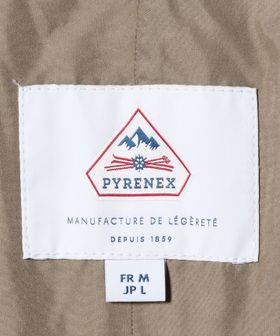 PYRENEX
MANUFACTURE DE LÉGÈRETÉ
DEPUIS 1859
FR M
JP L